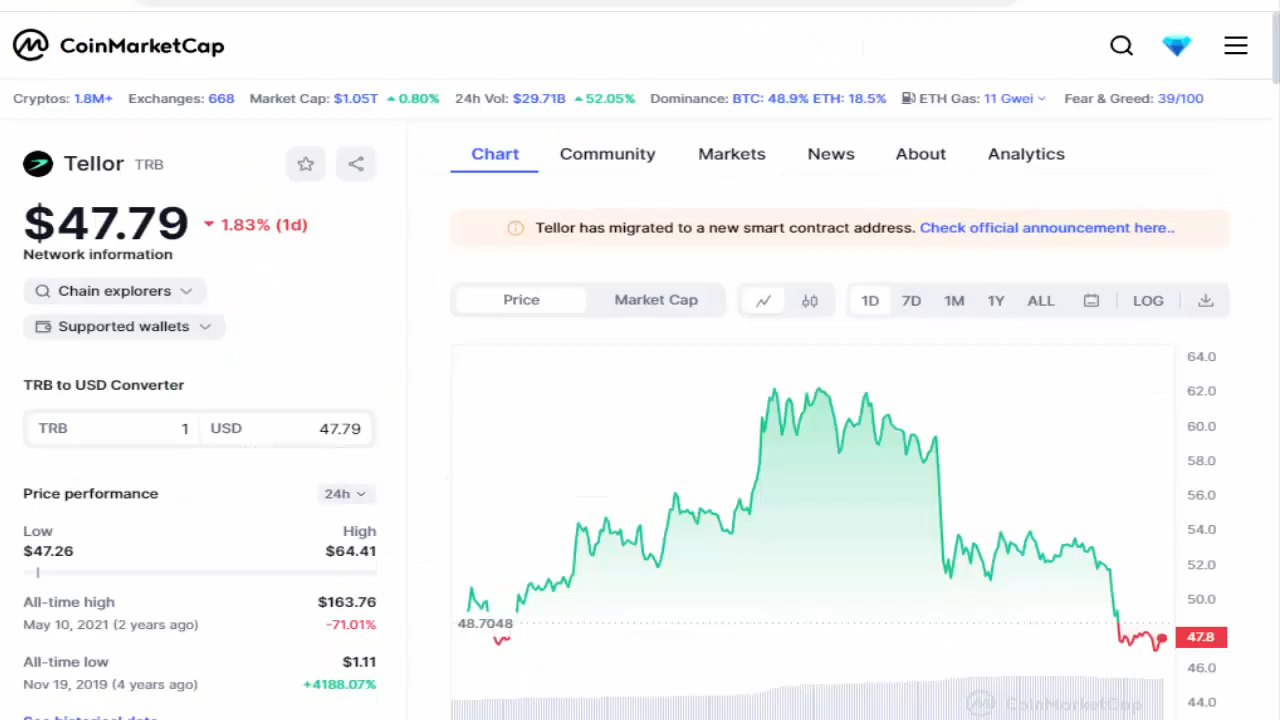 CoinMarketCap
Cryptos: 1.8M+ Exchanges: 668 Market Cap: $1.05T 0.80% 24h Vol: $29.71B 52.05% Dominance: BTC: 48.9% ETH: 18.5% ETH Gas: 11 Gwei Fear & Greed: 39/100
Tellor TRB
$47.79 1.83% (1d)
Network information
Chain explorers
Supported wallets
TRB to USD Converter
TRB 1 USD 47.79
Price performance 24h
Low High
$47.26 $64.41
All-time high $163.76
May 10, 2021 (2 years ago) -71.01%
All-time low $1.11
Nov 19, 2019 (4 years ago) +4188.07%
Chart Community Markets News About Analytics
Tellor has migrated to a new smart contract address. Check official announcement here..
Price Market Cap 1D 7D 1M 1Y ALL LOG
64.0
62.0
60.0
58.0
56.0
54.0
52.0
50.0
48.7048
47.8
46.0
44.0
CoinMarketCap